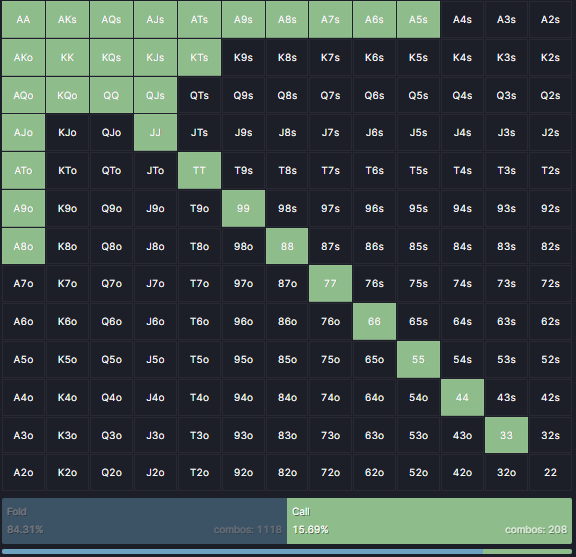 AA AKs AQs AJs ATs A9s A8s A7s A6s A5s A4s A3s A2s
AKo KK KQs KJs KTs K9s K8s K7s K6s K5s K4s K3s K2s
AQo KQo QQ QJs QTs Q9s Q8s Q7s Q6s Q5s Q4s Q3s Q2s
AJo KJo QJo JJ JTs J9s J8s J7s J6s J5s J4s J3s J2s
ATo KTo QTo JTo TT T9s T8s T7s T6s T5s T4s T3s T2s
A9o K9o Q9o J9o T9o 99 98s 97s 96s 95s 94s 93s 92s
A8o K8o Q8o J8o T8o 98o 88 87s 86s 85s 84s 83s 82s
A7o K7o Q7o J7o T7o 97o 87o 77 76s 75s 74s 73s 72s
A6o K6o Q6o J6o T6o 96o 86o 76o 66 65s 64s 63s 62s
A5o K5o Q5o J5o T5o 95o 85o 75o 65o 55 54s 53s 52s
A4o K4o Q4o J4o T4o 94o 84o 74o 64o 54o 44 43s 42s
A3o K3o Q3o J3o T3o 93o 83o 73o 63o 53o 43o 33 32s
A2o K2o Q2o J2o T2o 92o 82o 72o 62o 52o 42o 32o 22
Fold Call
84.31% combos: 1118 15.69% combos: 208